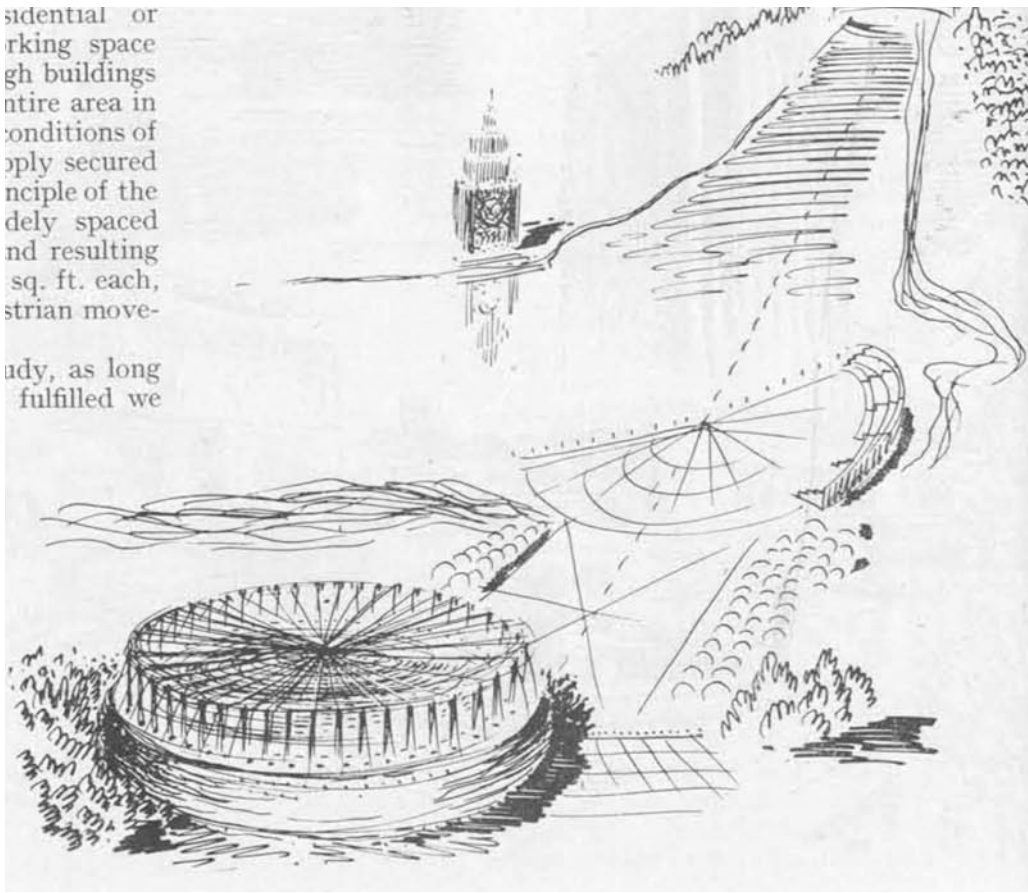 sidential or
rking space
gh buildings
ntire area in
conditions of
pply secured
nciple of the
dely spaced
nd resulting
sq. ft. each,
strian move-
udy, as long
fulfilled we